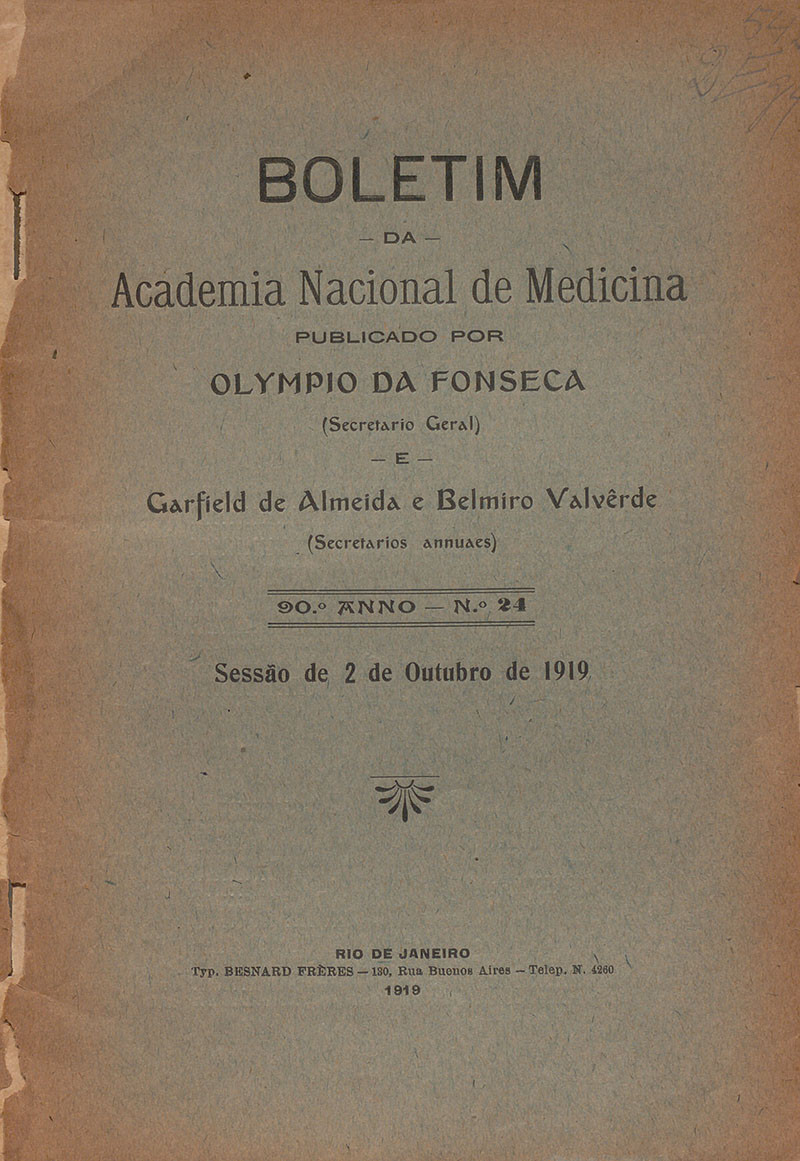 BOLETIM
— DA —
Academia Nacional de Medicina
PUBLICADO POR
OLYMPIO DA FONSECA
(Secretario Geral)
— E —
Garfield de Almeida e Belmiro Valvêrde
(Secretarios annuaes)
90.º ANNO — N.º 24
Sessão de 2 de Outubro de 1919
RIO DE JANEIRO
Typ. BESNARD FRÈRES — 130, Rua Buenos Aires — Telep. N. 4260
1919